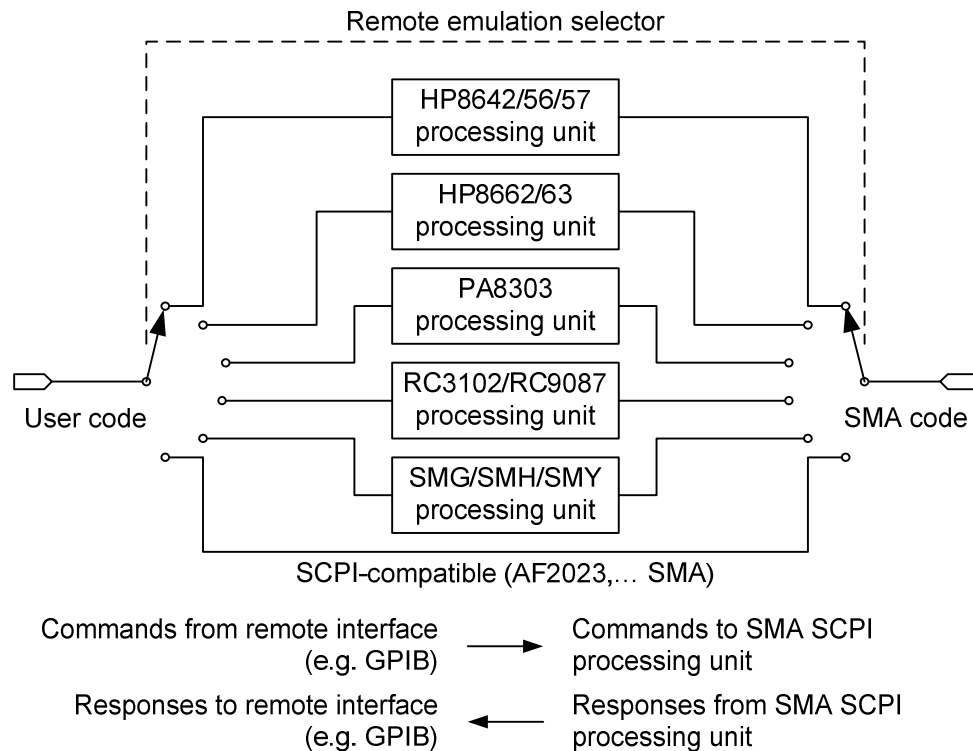 Remote emulation selector
HP8642/56/57
processing unit
HP8662/63
processing unit
PA8303
processing unit
RC3102/RC9087
processing unit
User code
SMA code
SMG/SMH/SMY
processing unit
SCPI-compatible (AF2023,... SMA)
Commands from remote interface
(e.g. GPIB)
Commands to SMA SCPI
processing unit
Responses to remote interface
(e.g. GPIB)
Responses from SMA SCPI
processing unit